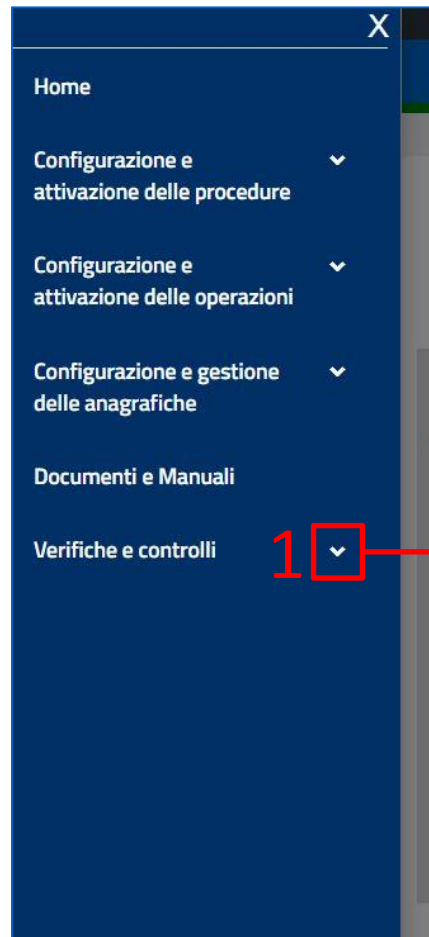 X
Home
Configurazione e
attivazione delle procedure
Configurazione e
attivazione delle operazioni
Configurazione e gestione
delle anagrafiche
Documenti e Manuali
Verifiche e controlli 1